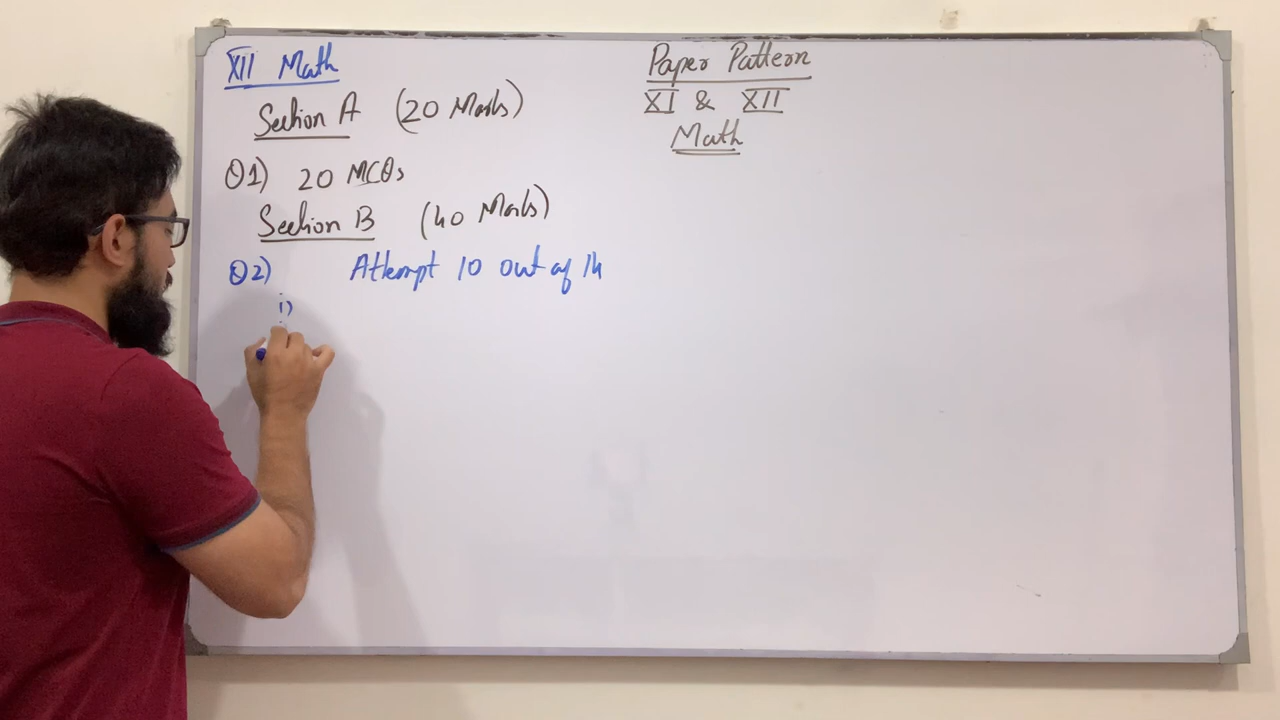 XII Math
Section A (20 Marks)
Q1) 20 MCQs
Section B (40 Marks)
Q2) Attempt 10 out of 14
i)
Paper Pattern
XI & XII
Math